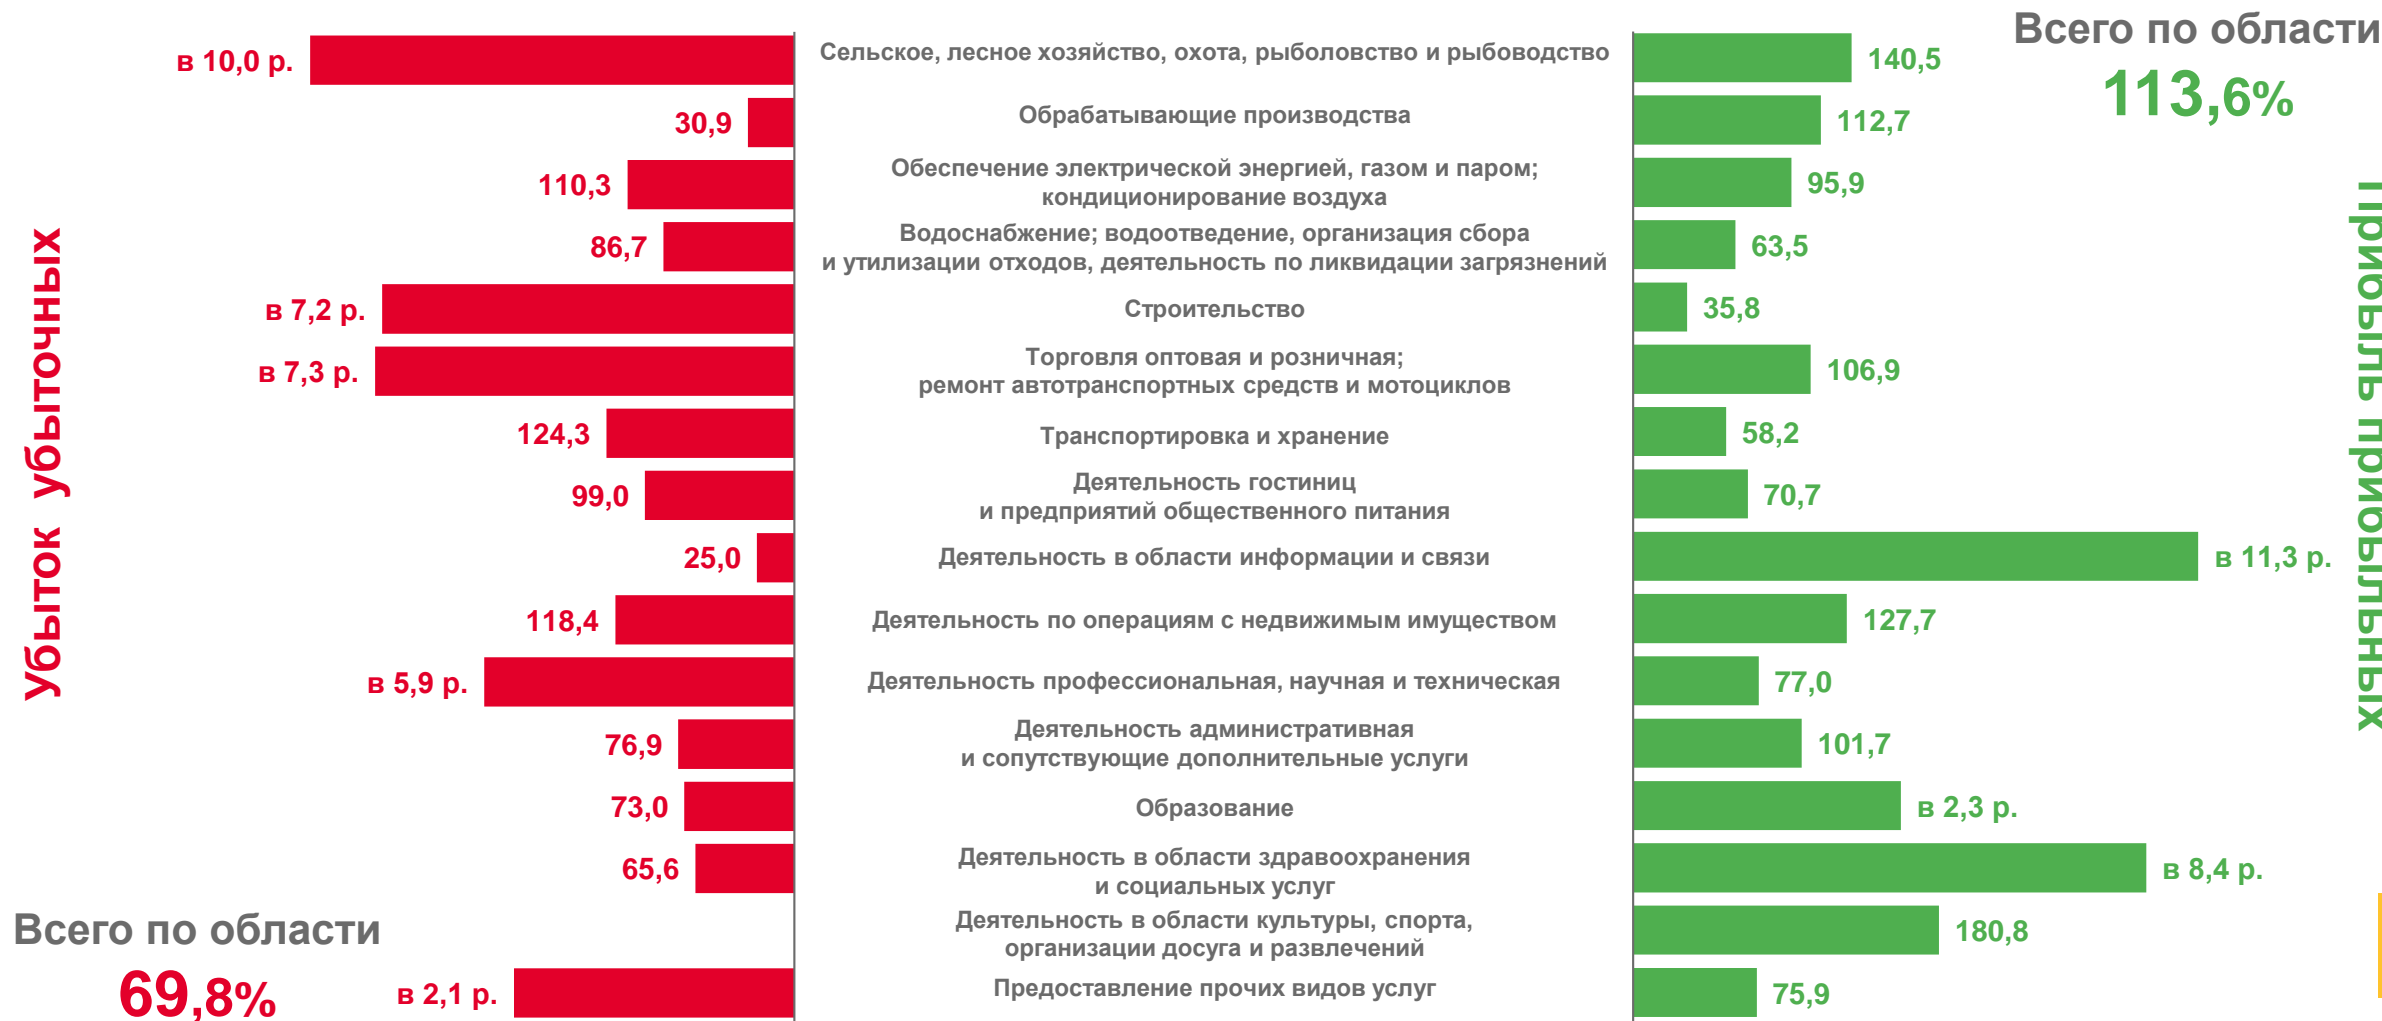 Всего по области
113,6%
в 10,0 р.
Сельское, лесное хозяйство, охота, рыболовство и рыбоводство
140,5
30,9
Обрабатывающие производства
112,7
110,3
Обеспечение электрической энергией, газом и паром;
кондиционирование воздуха
95,9
86,7
Водоснабжение; водоотведение, организация сбора
и утилизации отходов, деятельность по ликвидации загрязнений
63,5
в 7,2 р.
Строительство
35,8
в 7,3 р.
Торговля оптовая и розничная;
ремонт автотранспортных средств и мотоциклов
106,9
124,3
Транспортировка и хранение
58,2
99,0
Деятельность гостиниц
и предприятий общественного питания
70,7
25,0
Деятельность в области информации и связи
в 11,3 р.
118,4
Деятельность по операциям с недвижимым имуществом
127,7
в 5,9 р.
Деятельность профессиональная, научная и техническая
77,0
76,9
Деятельность административная
и сопутствующие дополнительные услуги
101,7
73,0
Образование
в 2,3 р.
65,6
Деятельность в области здравоохранения
и социальных услуг
в 8,4 р.
Деятельность в области культуры, спорта,
организации досуга и развлечений
180,8
в 2,1 р.
Предоставление прочих видов услуг
75,9
Убыток убыточных
Прибыль прибыльных
Всего по области
69,8%